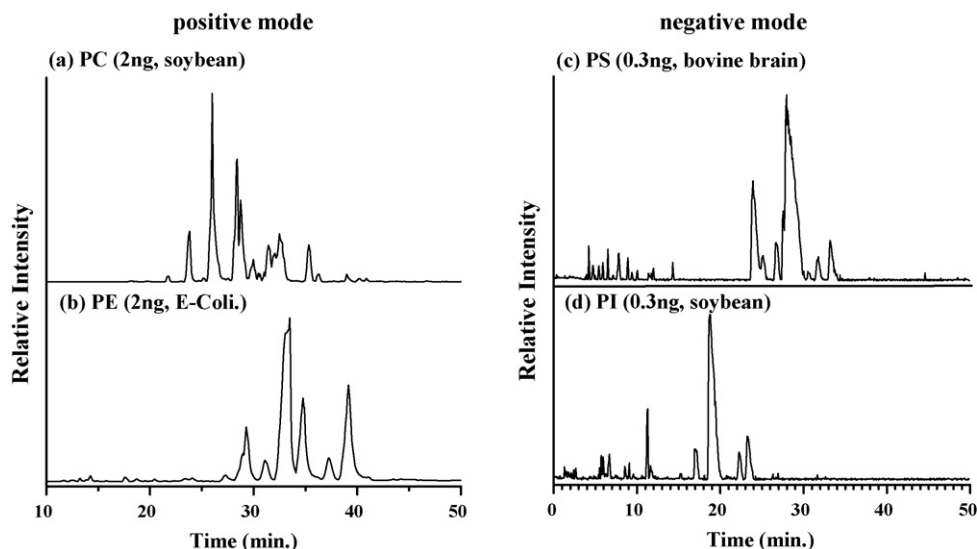 positive mode
negative mode
(a) PC (2ng, soybean)
(c) PS (0.3ng, bovine brain)
Relative Intensity
Relative Intensity
(b) PE (2ng, E-Coli.)
(d) PI (0.3ng, soybean)
10 20 30 40 50
0 10 20 30 40 50
Time (min.)
Time (min.)